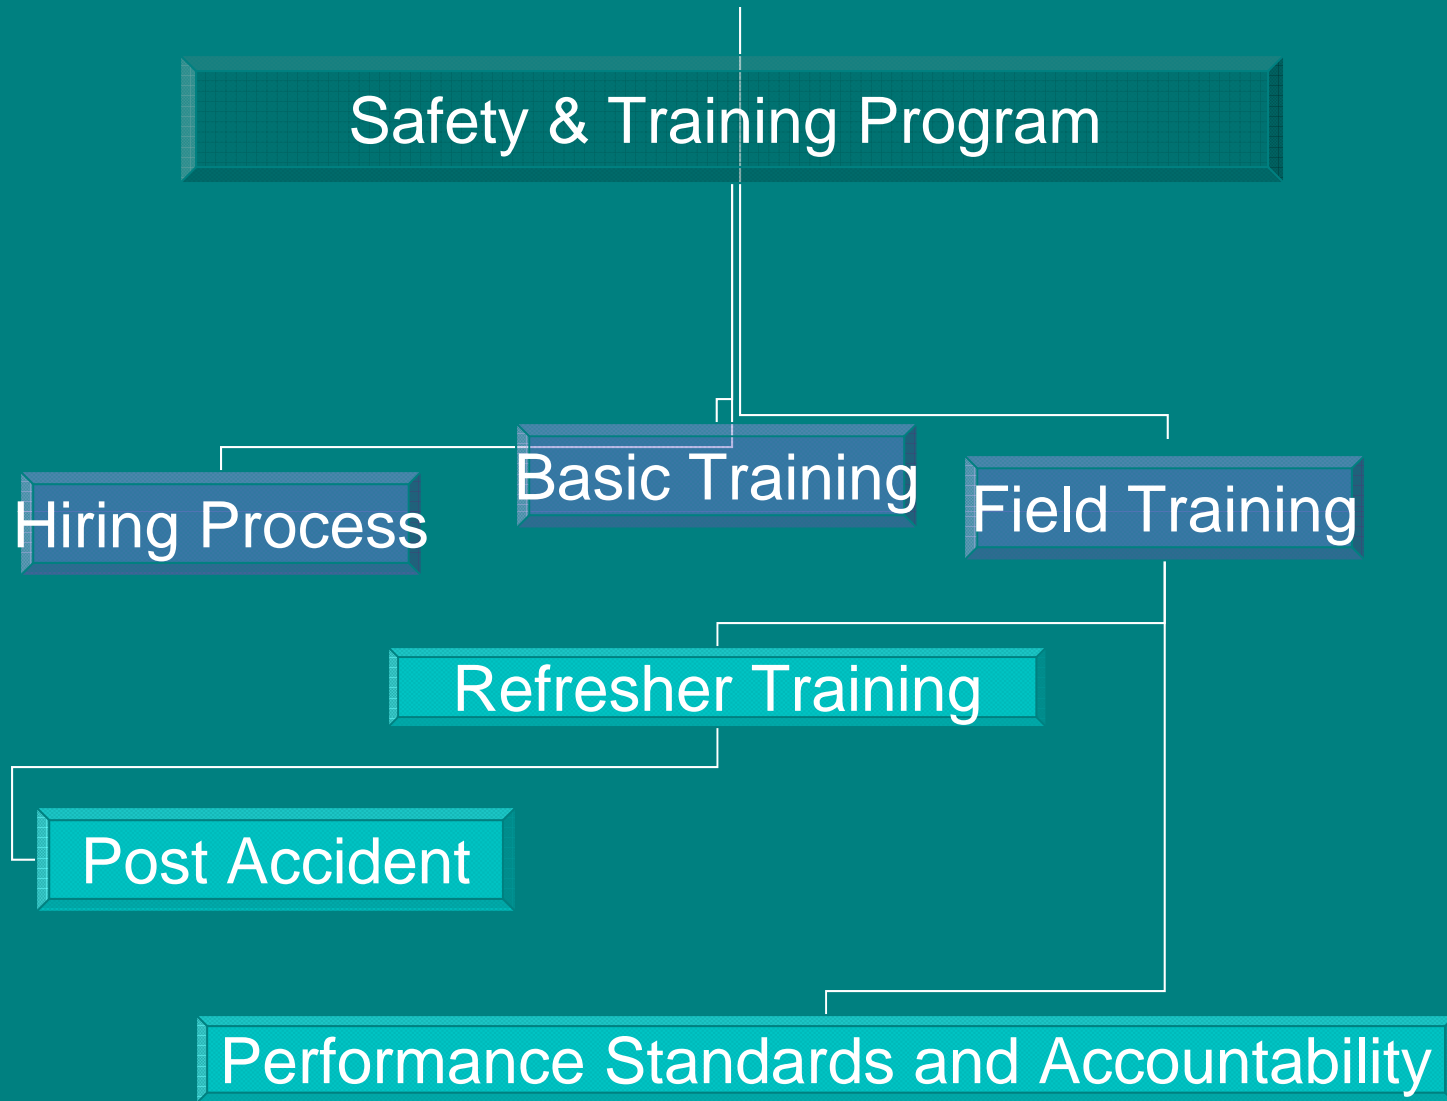 Safety & Training Program
Hiring Process
Basic Training
Field Training
Refresher Training
Post Accident
Performance Standards and Accountability